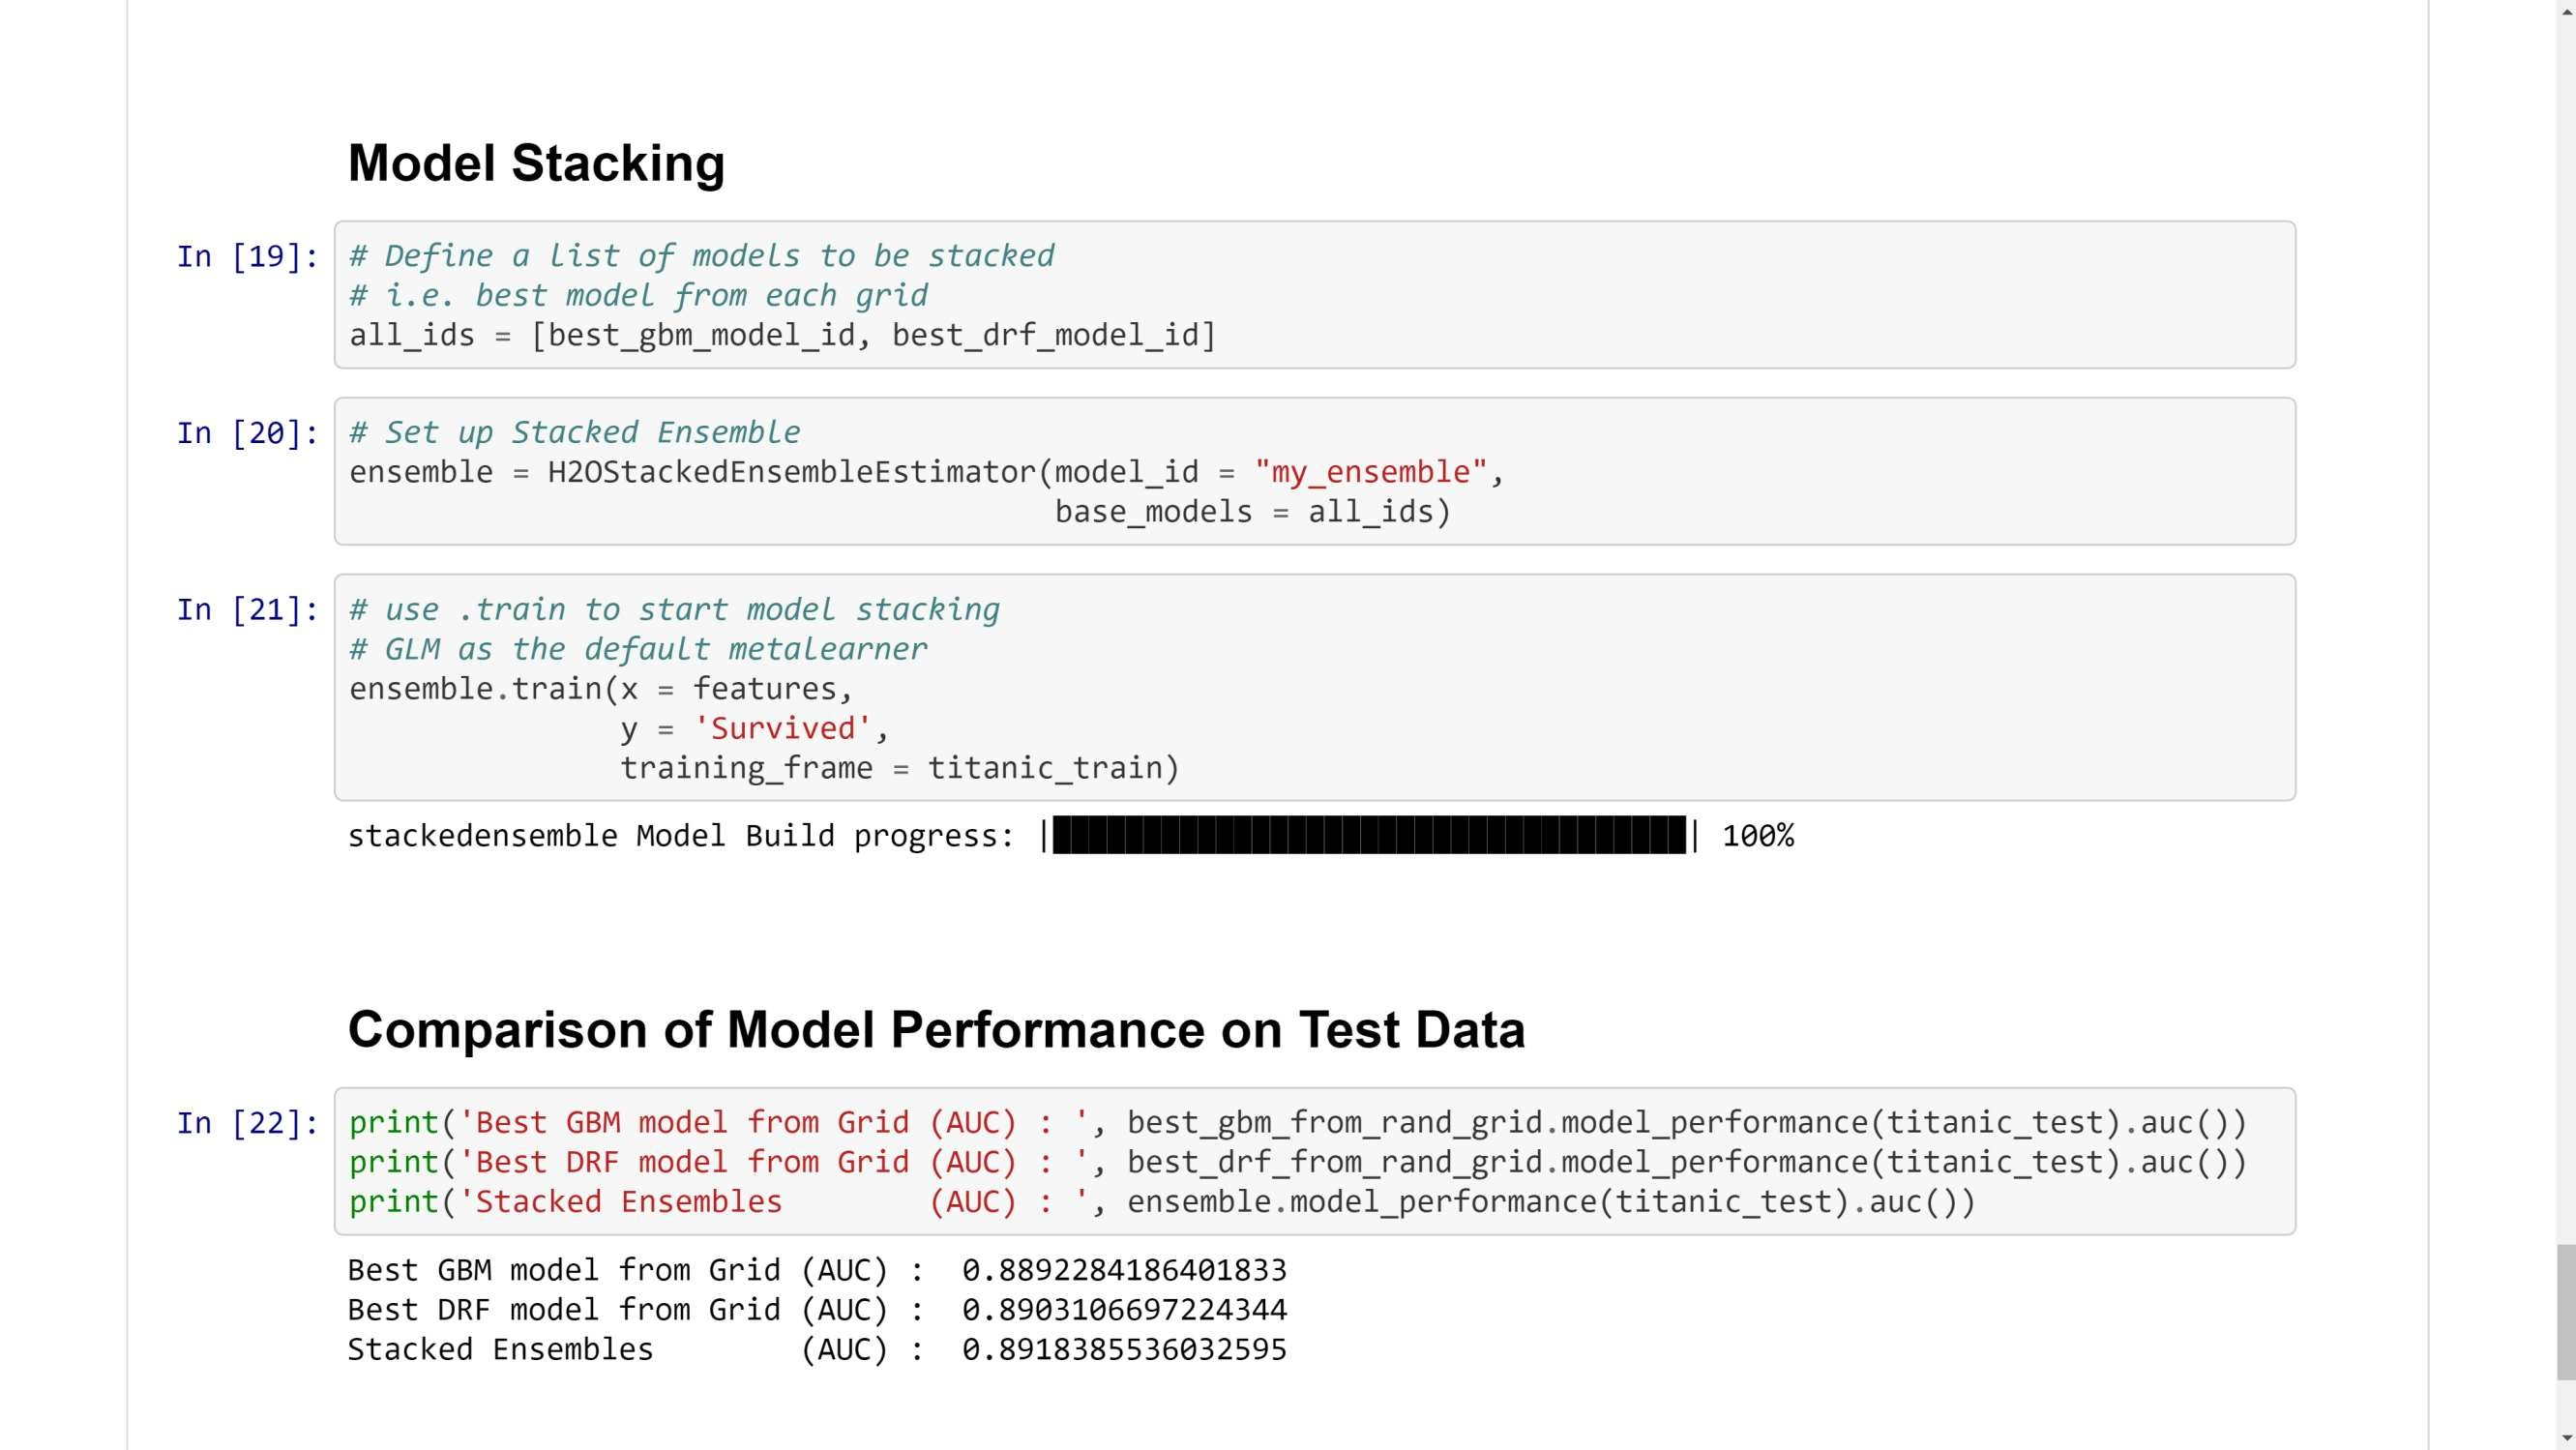 Model Stacking
In [19]:
# Define a list of models to be stacked
# i.e. best model from each grid
all_ids = [best_gbm_model_id, best_drf_model_id]
In [20]:
# Set up Stacked Ensemble
ensemble = H2OStackedEnsembleEstimator(model_id = "my_ensemble",
base_models = all_ids)
In [21]:
# use .train to start model stacking
# GLM as the default metalearner
ensemble.train(x = features,
y = 'Survived',
training_frame = titanic_train)
stackedensemble Model Build progress: |███████████████████████████████████| 100%
Comparison of Model Performance on Test Data
In [22]:
print('Best GBM model from Grid (AUC) : ', best_gbm_from_rand_grid.model_performance(titanic_test).auc())
print('Best DRF model from Grid (AUC) : ', best_drf_from_rand_grid.model_performance(titanic_test).auc())
print('Stacked Ensembles        (AUC) : ', ensemble.model_performance(titanic_test).auc())
Best GBM model from Grid (AUC) :  0.8892284186401833
Best DRF model from Grid (AUC) :  0.8903106697224344
Stacked Ensembles        (AUC) :  0.8918385536032595